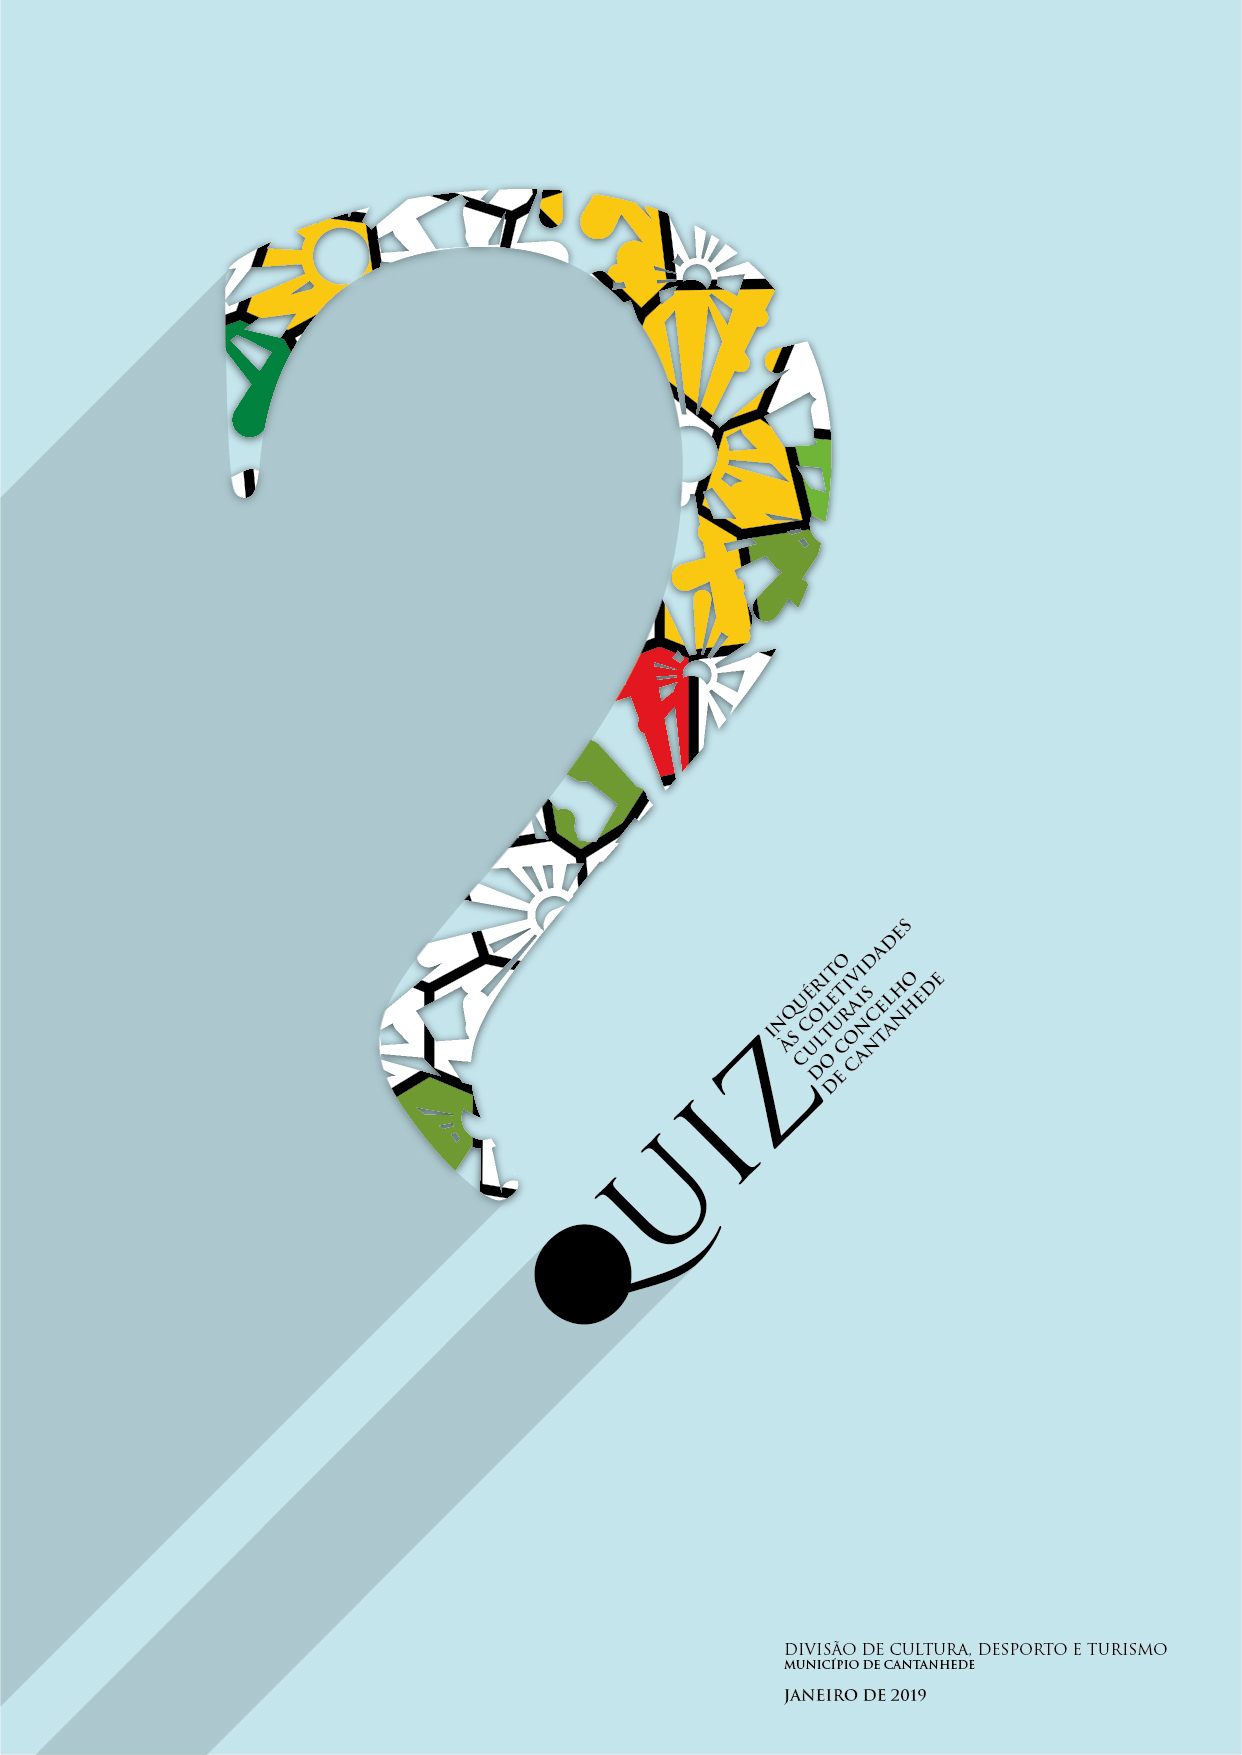 QUIZ
INQUÉRITO
ÀS COLETIVIDADES
CULTURAIS
DO CONCELHO
DE CANTANHEDE
DIVISÃO DE CULTURA, DESPORTO E TURISMO
MUNICÍPIO DE CANTANHEDE
JANEIRO DE 2019